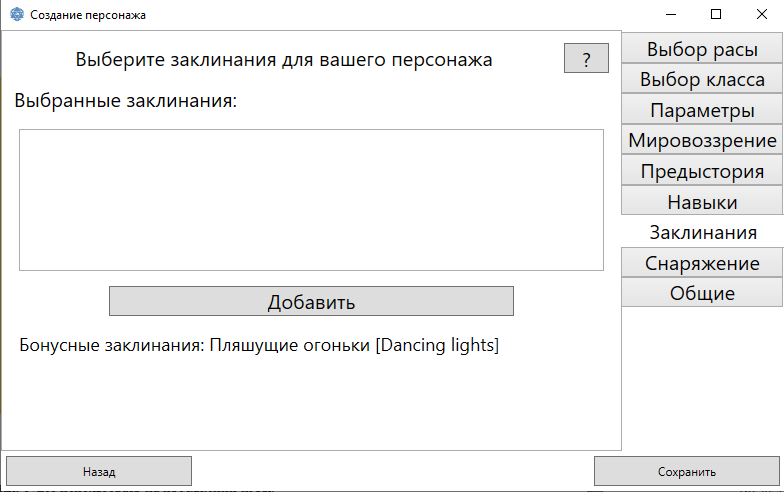 Создание персонажа
Выберите заклинания для вашего персонажа
?
Выбранные заклинания:
Добавить
Бонусные заклинания: Пляшущие огоньки [Dancing lights]
Выбор расы
Выбор класса
Параметры
Мировоззрение
Предыстория
Навыки
Заклинания
Снаряжение
Общие
Назад
Сохранить